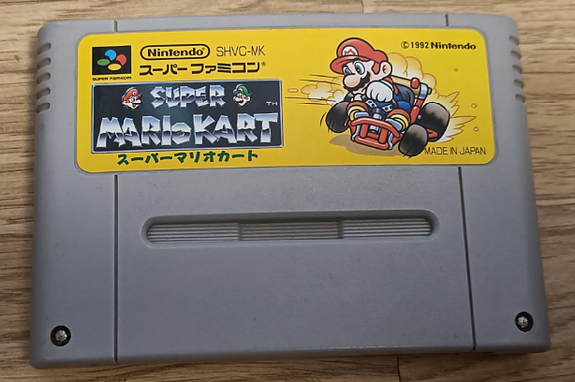 SUPER FAMICOM
Nintendo SHVC-MK
スーパーファミコン®
© 1992 Nintendo
SUPER
MARIO KART
TM
スーパーマリオカート
MADE IN JAPAN